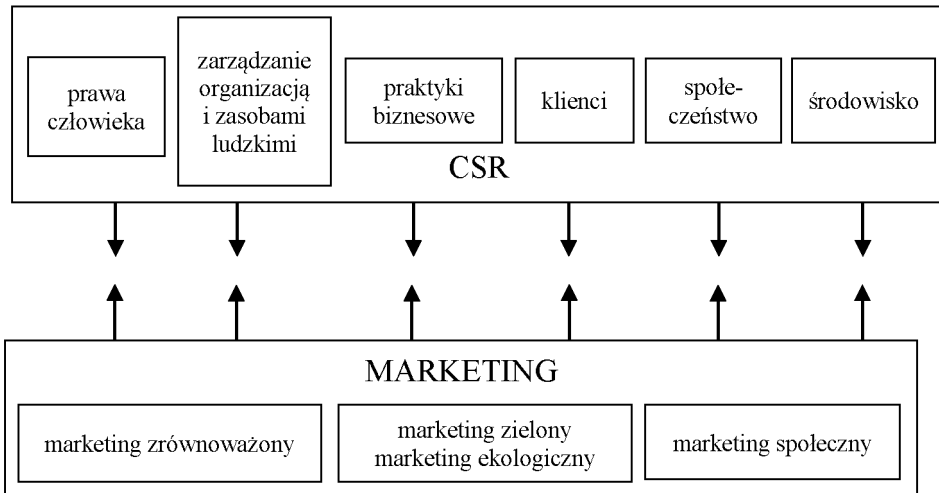 prawa
człowieka
zarządzanie
organizacją
i zasobami
ludzkimi
praktyki
biznesowe
klienci
społe-
czeństwo
środowisko
CSR
MARKETING
marketing zrównoważony
marketing zielony
marketing ekologiczny
marketing społeczny